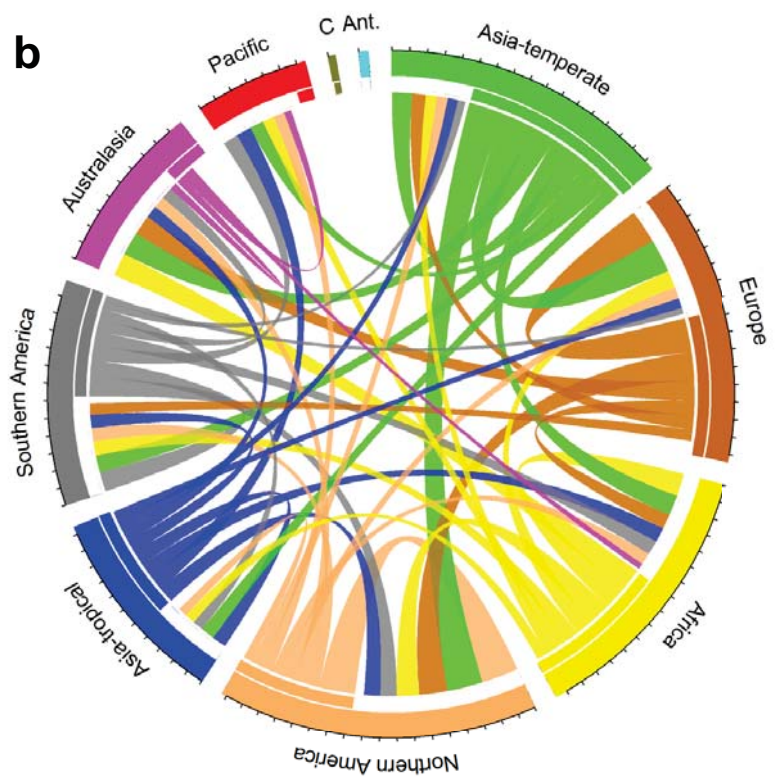 b
C Ant.
Pacific
Asia-temperate
Australasia
Europe
Southern America
Africa
Asia-tropical
Northern America